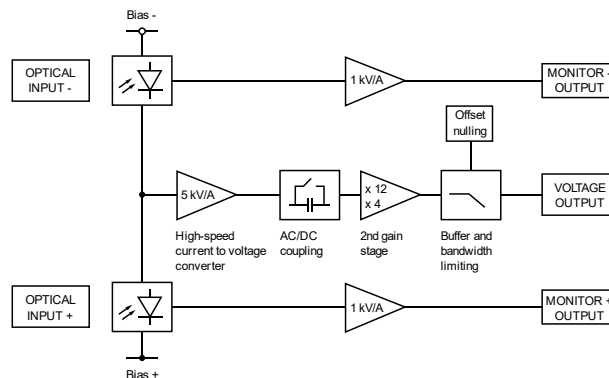 Bias -
OPTICAL
INPUT -
1 kV/A
MONITOR -
OUTPUT
Offset
nulling
5 kV/A
x 12
x 4
VOLTAGE
OUTPUT
High-speed
current to voltage
converter
AC/DC
coupling
2nd gain
stage
Buffer and
bandwidth
limiting
OPTICAL
INPUT +
1 kV/A
MONITOR +
OUTPUT
Bias +